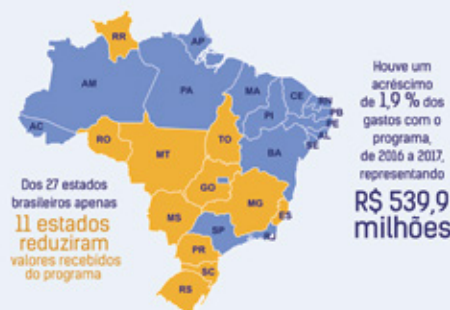 RR
AP
AM
PA
MA
CE
RN
PB
PE
AL
SE
PI
AC
RO
TO
MT
BA
GO
MG
ES
MS
SP
RJ
PR
SC
RS
Dos 27 estados
brasileiros apenas
11 estados
reduziram
valores recebidos
do programa
Houve um
acréscimo
de 1,9 % dos
gastos com o
programa,
de 2016 a 2017,
representando
R$ 539,9
milhões